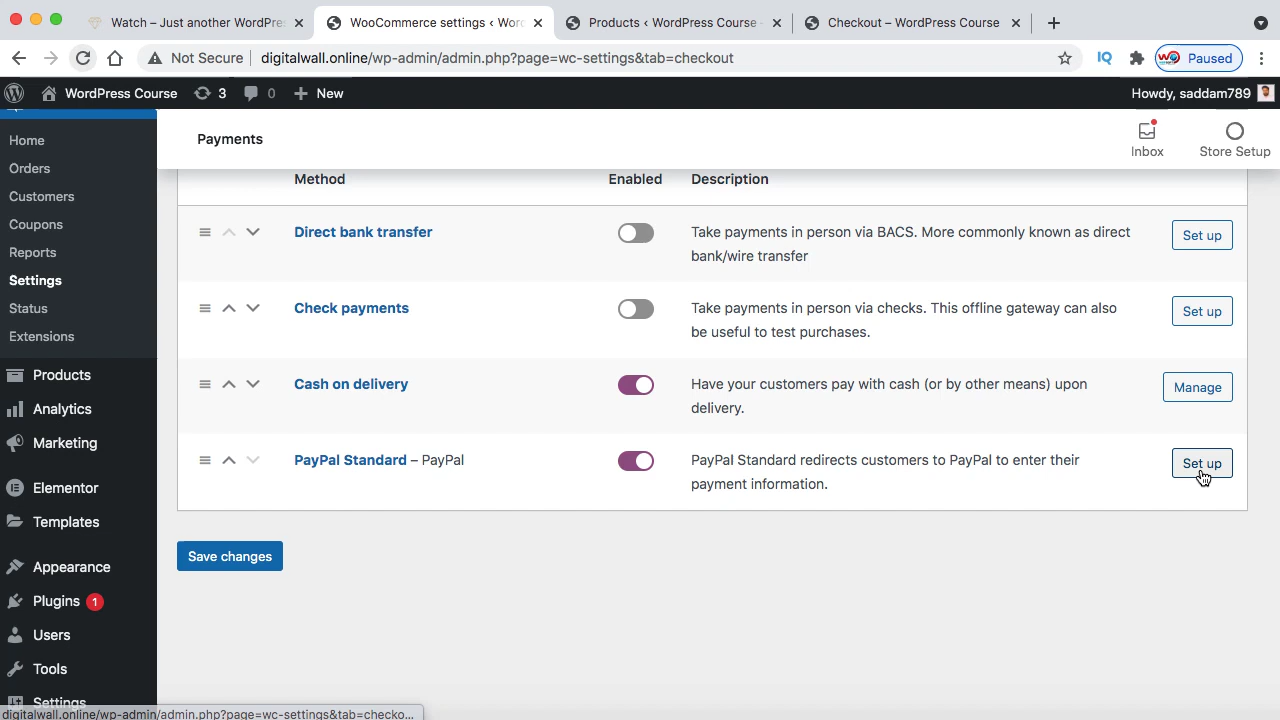 Watch – Just another WordPre
WooCommerce settings ‹ Wor
Products ‹ WordPress Course
Checkout – WordPress Course
Not Secure
digitalwall.online/wp-admin/admin.php?page=wc-settings&tab=checkout
IQ
Paused
WordPress Course
3
0
New
Howdy, saddam789
Payments
Inbox
Store Setup
Home
Orders
Customers
Coupons
Reports
Settings
Status
Extensions
Products
Analytics
Marketing
Elementor
Templates
Appearance
Plugins 1
Users
Tools
Settings
Method Enabled Description
Direct bank transfer
Take payments in person via BACS. More commonly known as direct
bank/wire transfer
Set up
Check payments
Take payments in person via checks. This offline gateway can also
be useful to test purchases.
Set up
Cash on delivery
Have your customers pay with cash (or by other means) upon
delivery.
Manage
PayPal Standard – PayPal
PayPal Standard redirects customers to PayPal to enter their
payment information.
Set up
Save changes
digitalwall.online/wp-admin/admin.php?page=wc-settings&tab=checko...